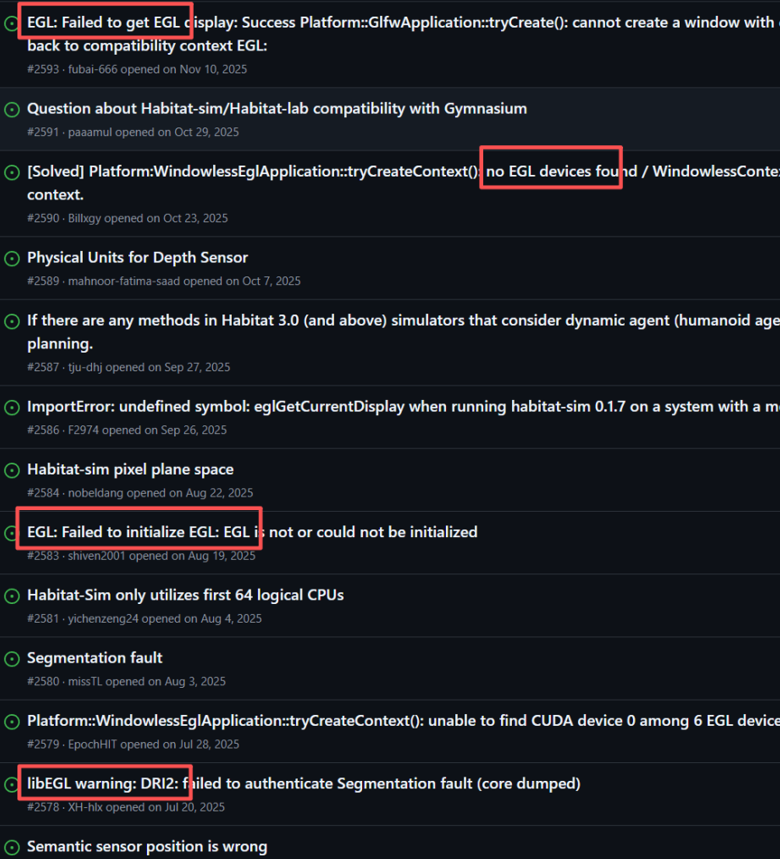 EGL: Failed to get EGL display: Success Platform::GlfwApplication::tryCreate(): cannot create a window with
back to compatibility context EGL:
#2593 · fubai-666 opened on Nov 10, 2025
Question about Habitat-sim/Habitat-lab compatibility with Gymnasium
#2591 · paaamul opened on Oct 29, 2025
[Solved] Platform:WindowlessEglApplication::tryCreateContext(): no EGL devices found / WindowlessConte
context.
#2590 · Billxgy opened on Oct 23, 2025
Physical Units for Depth Sensor
#2589 · mahnoor-fatima-saad opened on Oct 7, 2025
If there are any methods in Habitat 3.0 (and above) simulators that consider dynamic agent (humanoid age
planning.
#2587 · tju-dhj opened on Sep 27, 2025
ImportError: undefined symbol: eglGetCurrentDisplay when running habitat-sim 0.1.7 on a system with a m
#2586 · F2974 opened on Sep 26, 2025
Habitat-sim pixel plane space
#2584 · nobeldang opened on Aug 22, 2025
EGL: Failed to initialize EGL: EGL is not or could not be initialized
#2583 · shiven2001 opened on Aug 19, 2025
Habitat-Sim only utilizes first 64 logical CPUs
#2581 · yichenzeng24 opened on Aug 4, 2025
Segmentation fault
#2580 · missTL opened on Aug 3, 2025
Platform::WindowlessEglApplication::tryCreateContext(): unable to find CUDA device 0 among 6 EGL device
#2579 · EpochHIT opened on Jul 28, 2025
libEGL warning: DRI2: failed to authenticate Segmentation fault (core dumped)
#2578 · XH-hlx opened on Jul 20, 2025
Semantic sensor position is wrong